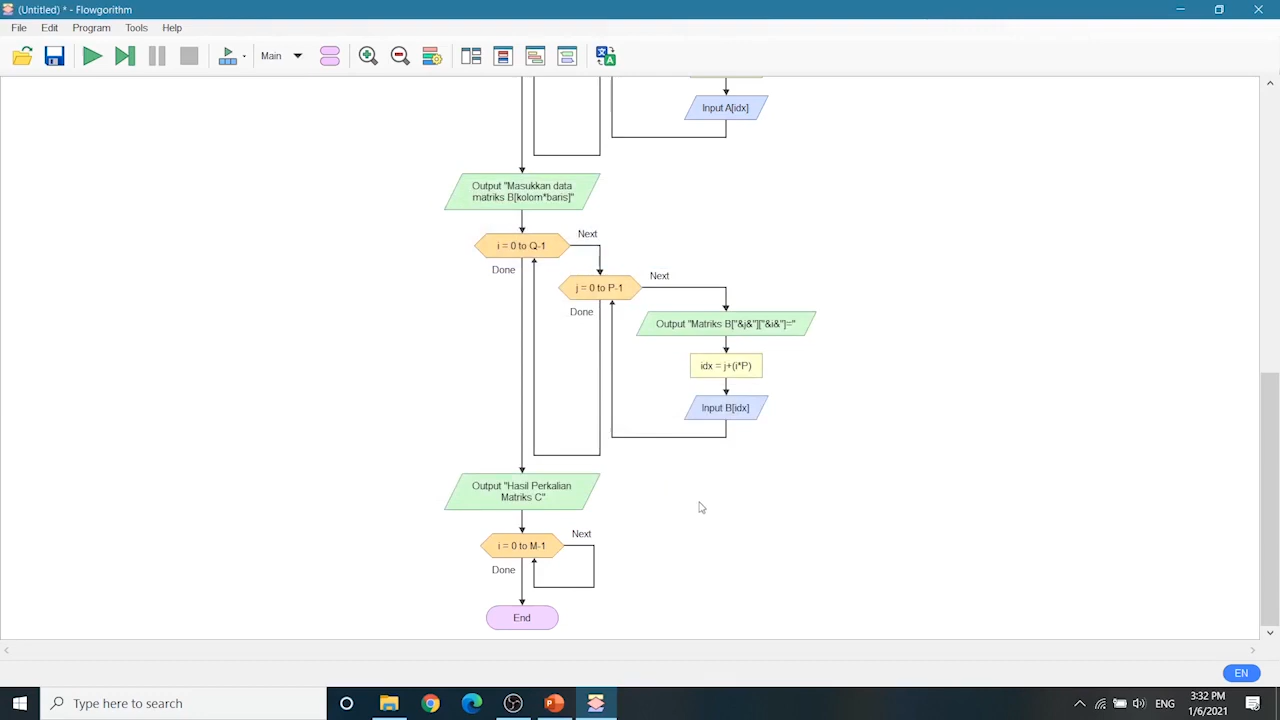 (Untitled) * - Flowgorithm
File Edit Program Tools Help
Main
Input A[idx]
Output "Masukkan data
matriks B[kolom*baris]"
Next
i = 0 to Q-1
Done
Next
j = 0 to P-1
Done
Output "Matriks B["&j&"]["&i&"]="
idx = j+(i*P)
Input B[idx]
Output "Hasil Perkalian
Matriks C"
Next
i = 0 to M-1
Done
End
EN
Type here to search
ENG
3:32 PM
1/6/2021